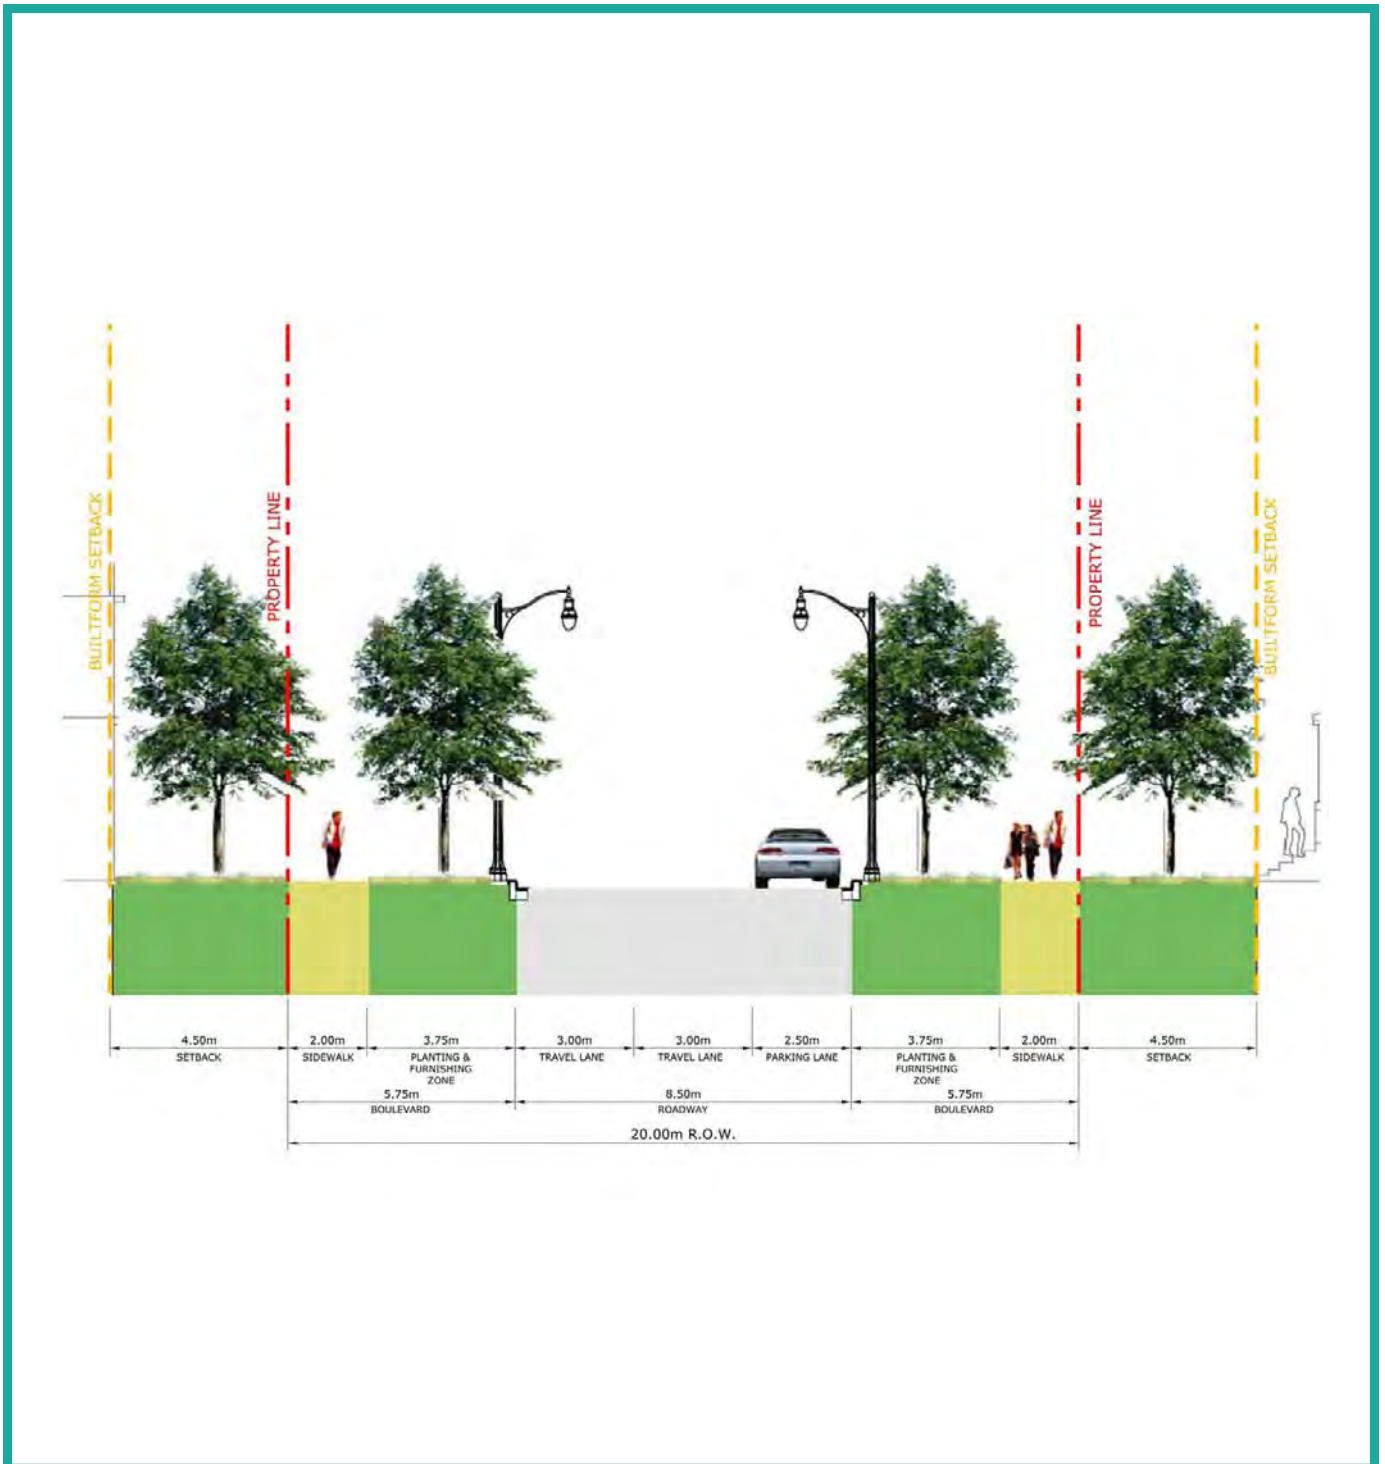 BUILTFORM SETBACK
PROPERTY LINE
PROPERTY LINE
BUILTFORM SETBACK
4.50m
SETBACK
2.00m
SIDEWALK
3.75m
PLANTING &
FURNISHING
ZONE
3.00m
TRAVEL LANE
3.00m
TRAVEL LANE
2.50m
PARKING LANE
3.75m
PLANTING &
FURNISHING
ZONE
2.00m
SIDEWALK
4.50m
SETBACK
5.75m
BOULEVARD
8.50m
ROADWAY
5.75m
BOULEVARD
20.00m R.O.W.